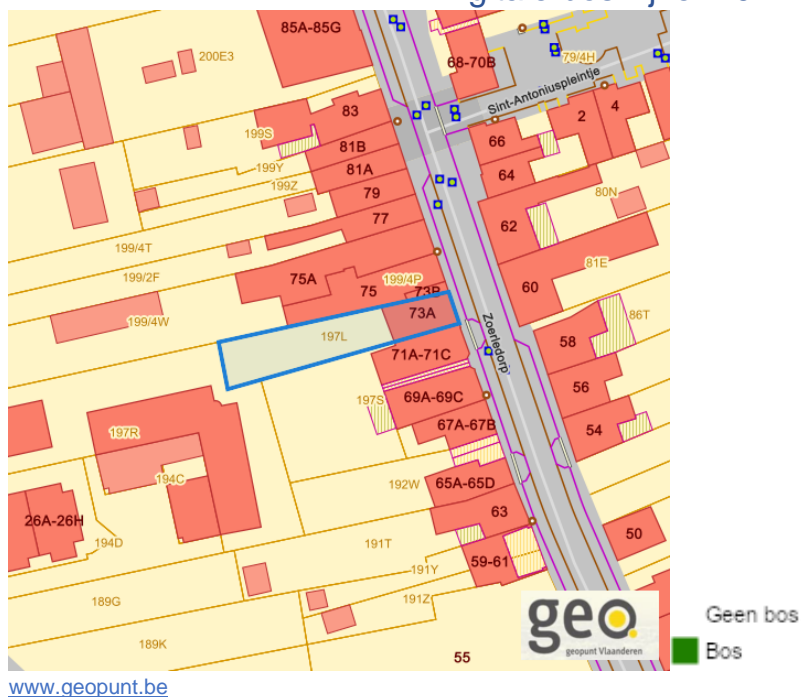 85A-85G
68-70B
79/4H
200E3
Sint-Antoniuspleintje
83
2
4
199S
81B
66
199Y
81A
64
199Z
79
80N
77
62
199/4T
81E
199/2F
75A
199/4P
60
75
73B
86T
199/4W
73A
197L
Zoerledorp
58
71A-71C
56
197S
69A-69C
67A-67B
54
197R
194C
192W
65A-65D
26A-26H
63
50
194D
191T
59-61
191Y
189G
191Z
189K
55
geo
geopunt Vlaanderen
Geen bos
Bos
www.geopunt.be